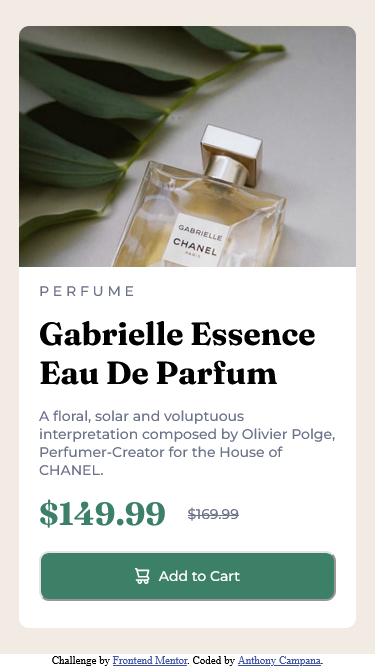 GABRIELLE
CHANEL
PARIS
PERFUME
Gabrielle Essence
Eau De Parfum
A floral, solar and voluptuous
interpretation composed by Olivier Polge,
Perfumer-Creator for the House of
CHANEL.
$149.99 $169.99
Add to Cart
Challenge by Frontend Mentor. Coded by Anthony Campana.